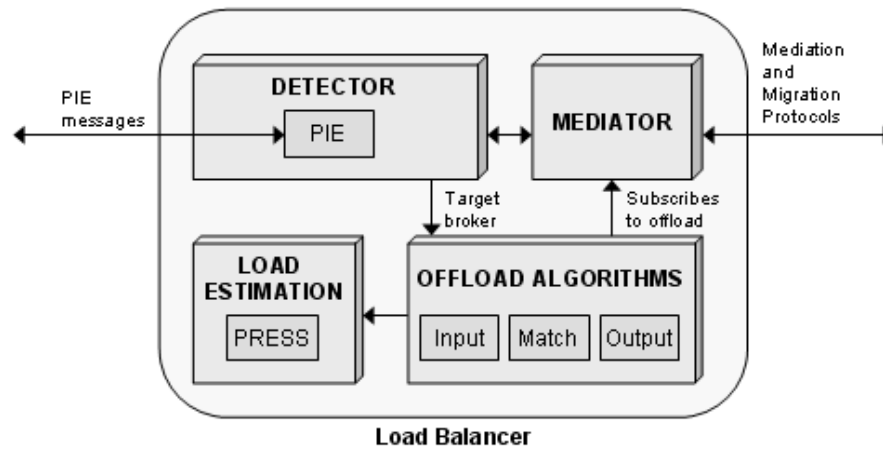 DETECTOR
PIE
MEDIATOR
PIE
messages
Mediation
and
Migration
Protocols
Target
broker
Subscribes
to offload
LOAD
ESTIMATION
PRESS
OFFLOAD ALGORITHMS
Input
Match
Output
Load Balancer